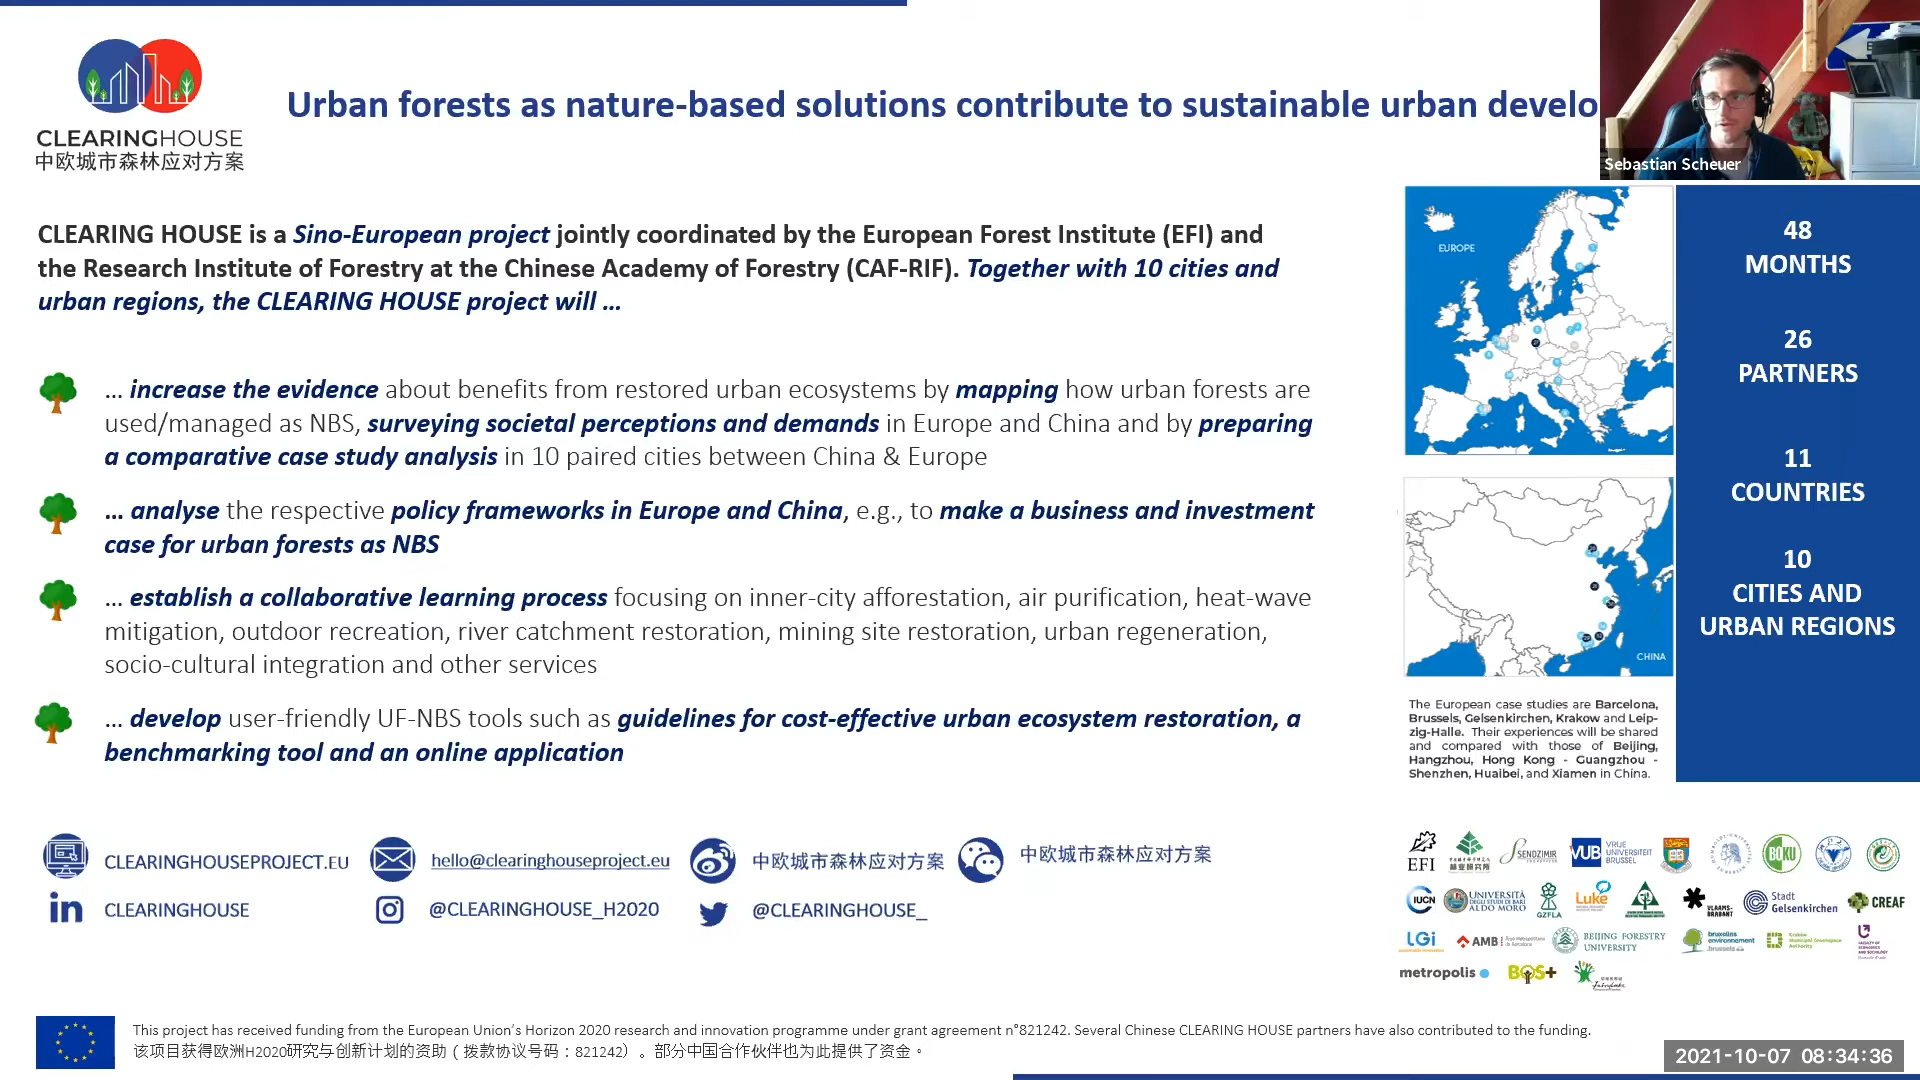 Urban forests as nature-based solutions contribute to sustainable urban develo
CLEARINGHOUSE
中欧城市森林应对方案
Sebastian Scheuer
CLEARING HOUSE is a Sino-European project jointly coordinated by the European Forest Institute (EFI) and
the Research Institute of Forestry at the Chinese Academy of Forestry (CAF-RIF). Together with 10 cities and
urban regions, the CLEARING HOUSE project will ...
... increase the evidence about benefits from restored urban ecosystems by mapping how urban forests are
used/managed as NBS, surveying societal perceptions and demands in Europe and China and by preparing
a comparative case study analysis in 10 paired cities between China & Europe
... analyse the respective policy frameworks in Europe and China, e.g., to make a business and investment
case for urban forests as NBS
... establish a collaborative learning process focusing on inner-city afforestation, air purification, heat-wave
mitigation, outdoor recreation, river catchment restoration, mining site restoration, urban regeneration,
socio-cultural integration and other services
... develop user-friendly UF-NBS tools such as guidelines for cost-effective urban ecosystem restoration, a
benchmarking tool and an online application
EUROPE
CHINA
48
MONTHS
26
PARTNERS
11
COUNTRIES
10
CITIES AND
URBAN REGIONS
The European case studies are Barcelona,
Brussels, Gelsenkirchen, Krakow and Leip-
zig-Halle. Their experiences will be shared
and compared with those of Beijing,
Hangzhou, Hong Kong - Guangzhou -
Shenzhen, Huaibei, and Xiamen in China.
CLEARINGHOUSEPROJECT.EU
hello@clearinghouseproject.eu
中欧城市森林应对方案
中欧城市森林应对方案
CLEARINGHOUSE
@CLEARINGHOUSE_H2020
@CLEARINGHOUSE_
EFI
SENDZIMIR
VUB
VRIJE
UNIVERSITEIT
BRUSSEL
BOKU
IUCN
UNIVERSITÀ
DEGLI STUDI DI BARI
ALDO MORO
GZFLA
Luke
VLAAMS-
BRABANT
Stadt
Gelsenkirchen
CREAF
LGi
AMB
BEIJING FORESTRY
UNIVERSITY
bruxelles
environnement
metropolis
BOS+
This project has received funding from the European Union's Horizon 2020 research and innovation programme under grant agreement n°821242. Several Chinese CLEARING HOUSE partners have also contributed to the funding.
该项目获得欧洲H2020研究与创新计划的资助（拨款协议号码：821242）。部分中国合作伙伴也为此提供了资金。
2021-10-07 08:34:36